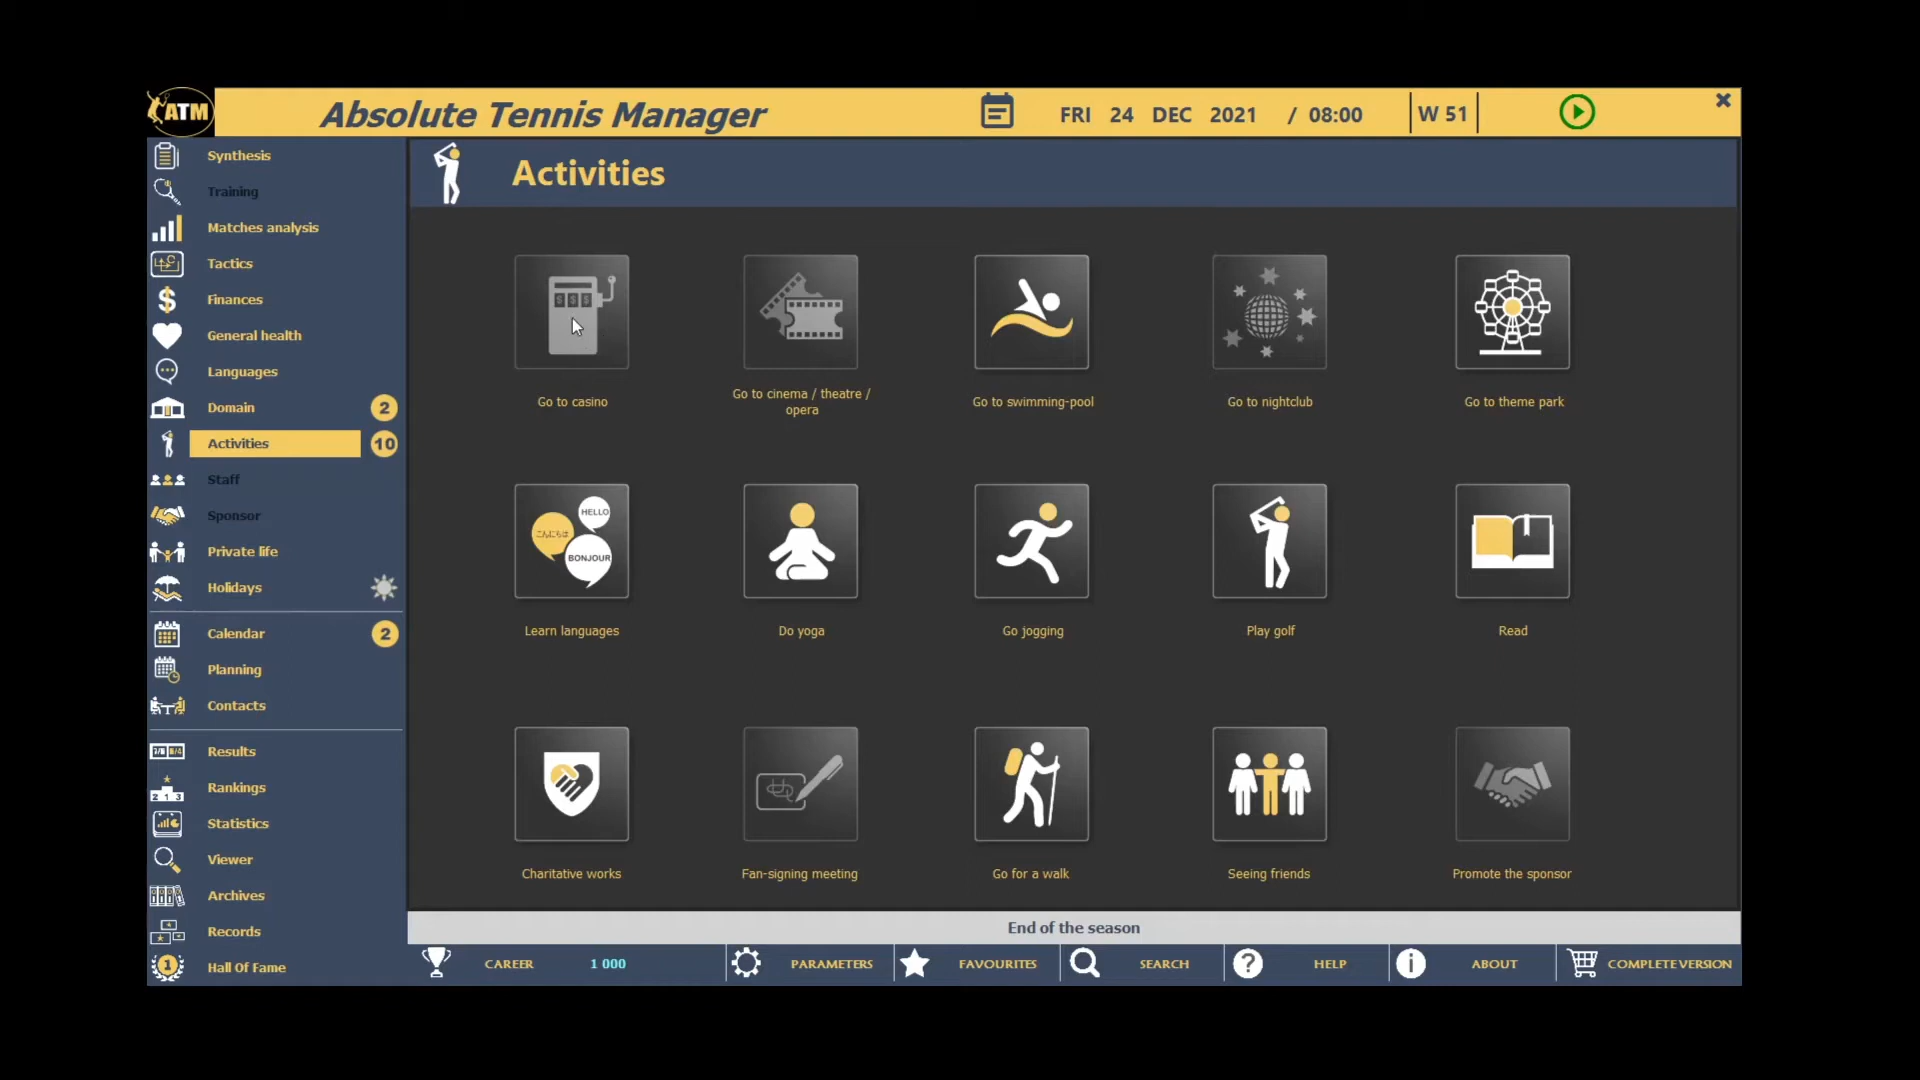 ATM
Absolute Tennis Manager
FRI 24 DEC 2021 / 08:00
W 51
Synthesis
Training
Matches analysis
Tactics
Finances
General health
Languages
Domain 2
Activities 10
Staff
Sponsor
Private life
Holidays
Calendar 2
Planning
Contacts
Results
Rankings
Statistics
Viewer
Archives
Records
Hall Of Fame
Activities
$ $ $
Go to casino
Go to cinema / theatre /
opera
Go to swimming-pool
Go to nightclub
Go to theme park
HELLO
こんにちは
BONJOUR
Learn languages
Do yoga
Go jogging
Play golf
Read
Charitative works
Fan-signing meeting
Go for a walk
Seeing friends
Promote the sponsor
End of the season
CAREER 1 000
PARAMETERS
FAVOURITES
SEARCH
? HELP
i ABOUT
COMPLETE VERSION